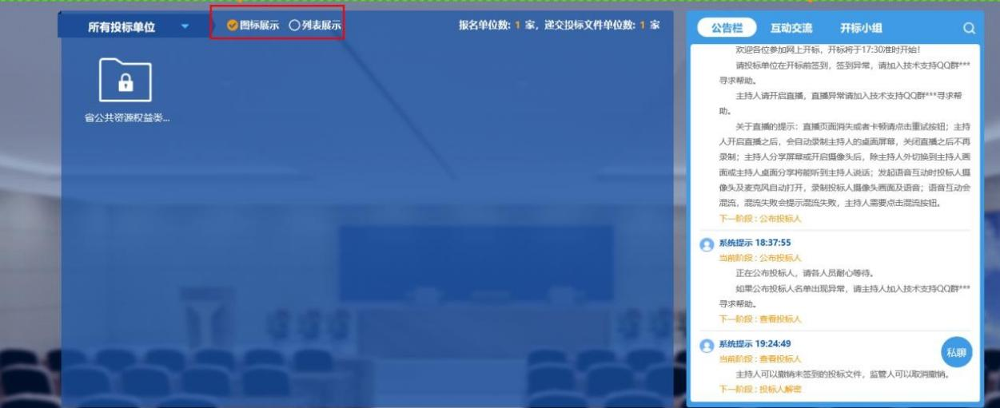 所有投标单位
图标展示 列表展示
报名单位数: 1 家, 递交投标文件单位数: 1 家
省公共资源权益类...
公告栏 互动交流 开标小组
欢迎各位参加网上开标，开标将于17:30准时开始！
请投标单位在开标前签到，签到异常，请加入技术支持QQ群***
寻求帮助。
主持人请开启直播，直播异常请加入技术支持QQ群***寻求帮
助。
关于直播的提示：直播页面消失或者卡顿请点击重试按钮；主持
人开启直播之后，会自动录制主持人的桌面屏幕，关闭直播之后不再
录制；主持人分享屏幕或开启摄像头后，除主持人外切换到主持人画
面或主持人桌面分享将能听到主持人说话；发起语音互动时投标人摄
像头及麦克风自动打开，录制投标人摄像头画面及语音；语音互动会
混流，混流失败会提示混流失败，主持人需要点击混流按钮。
下一阶段：公布投标人
系统提示 18:37:55
当前阶段：公布投标人
正在公布投标人，请各人员耐心等待。
如果公布投标人名单出现异常，请主持人加入技术支持QQ群***
寻求帮助。
下一阶段：查看投标人
系统提示 19:24:49
当前阶段：查看投标人
主持人可以撤销未签到的投标文件，监管人可以取消撤销。
下一阶段：投标人解密
私聊